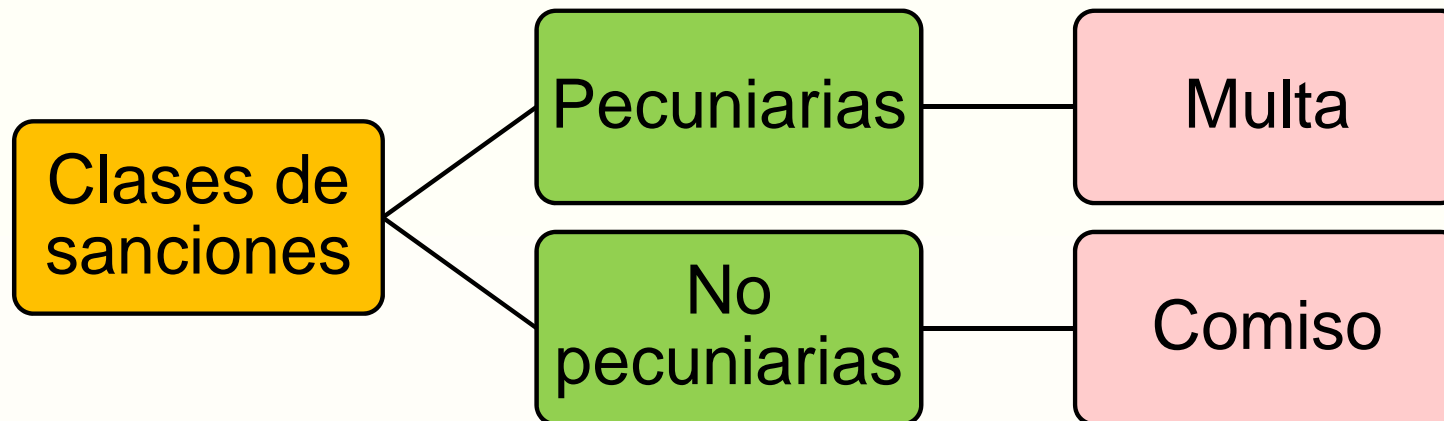 Clases de
sanciones
Pecuniarias
Multa
No
pecuniarias
Comiso